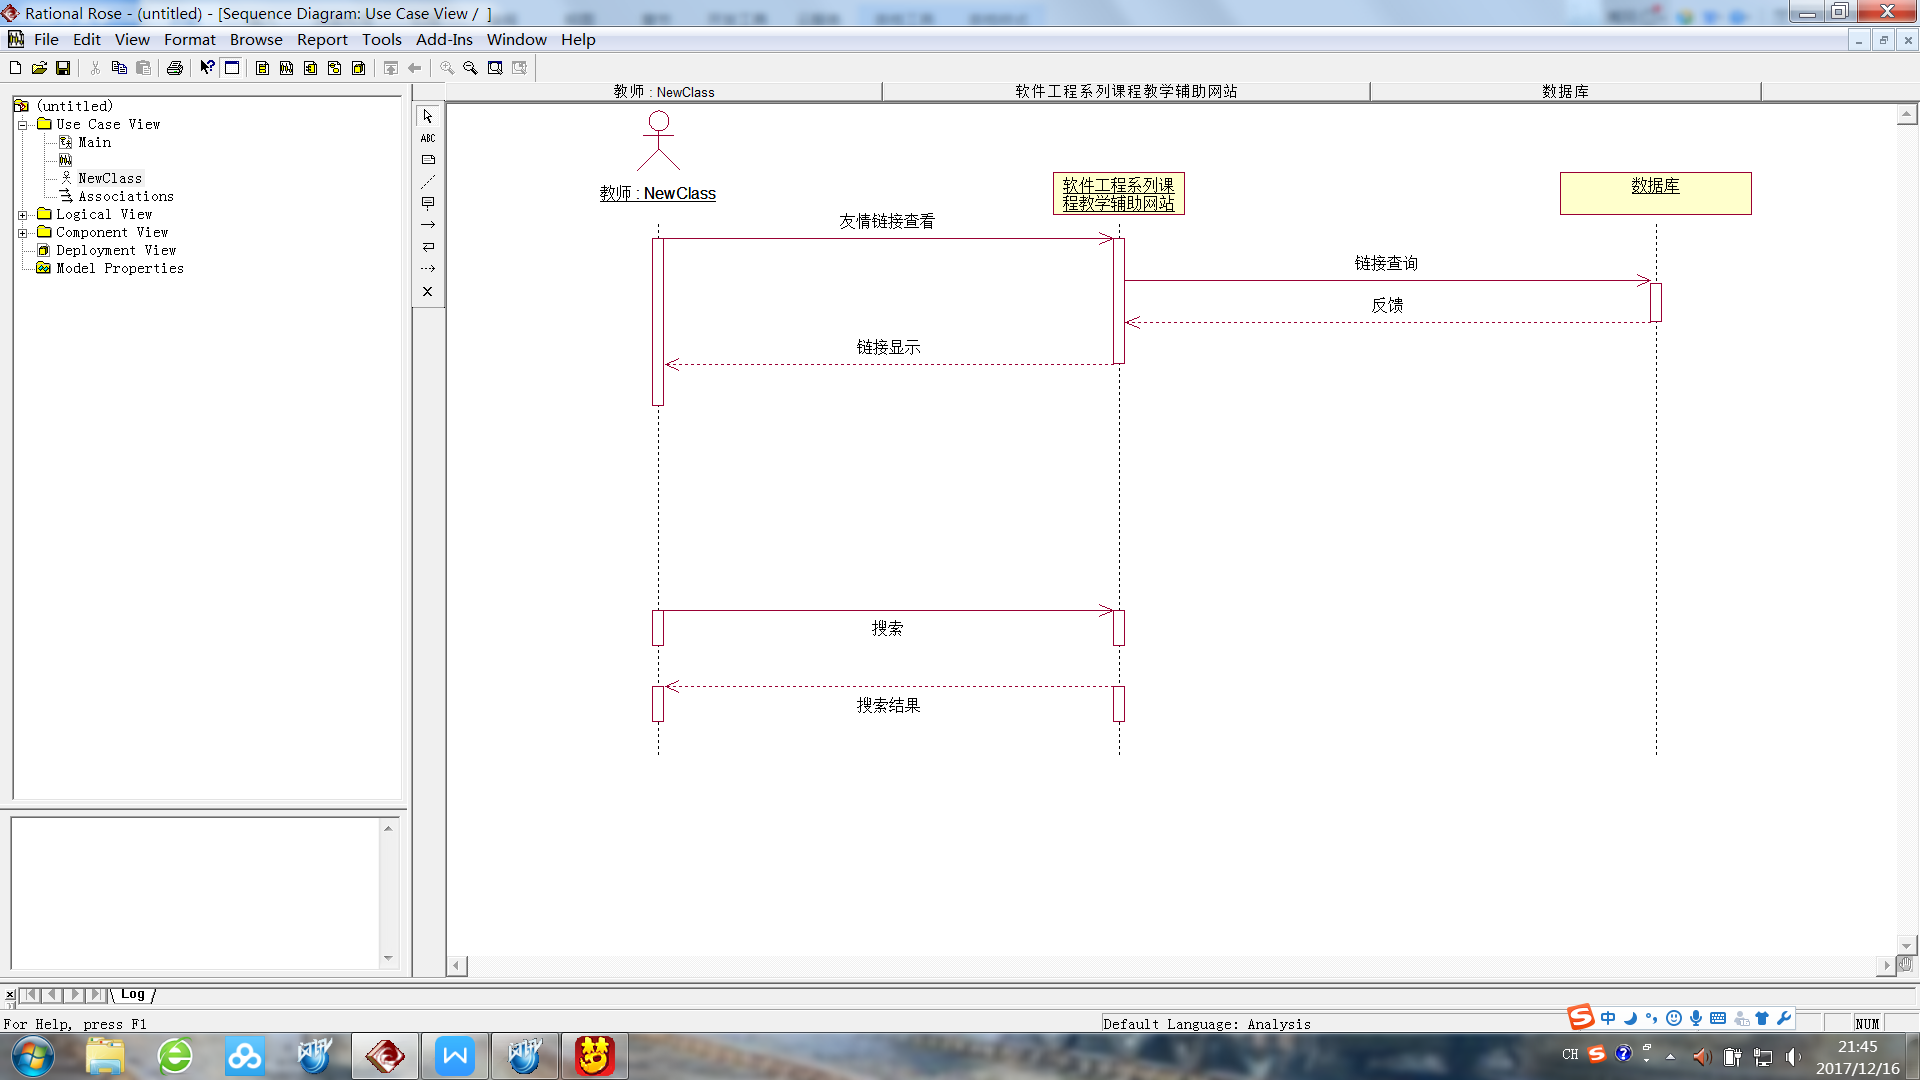 Rational Rose - (untitled) - [Sequence Diagram: Use Case View /  ]
File Edit View Format Browse Report Tools Add-Ins Window Help
教师 : NewClass
软件工程系列课程教学辅助网站
数据库
(untitled)
Use Case View
Main
NewClass
Associations
Logical View
Component View
Deployment View
Model Properties
ABC
教师 : NewClass
软件工程系列课
程教学辅助网站
数据库
友情链接查看
链接查询
反馈
链接显示
搜索
搜索结果
Log
For Help, press F1
Default Language: Analysis
中
NUM
CH
21:45
2017/12/16